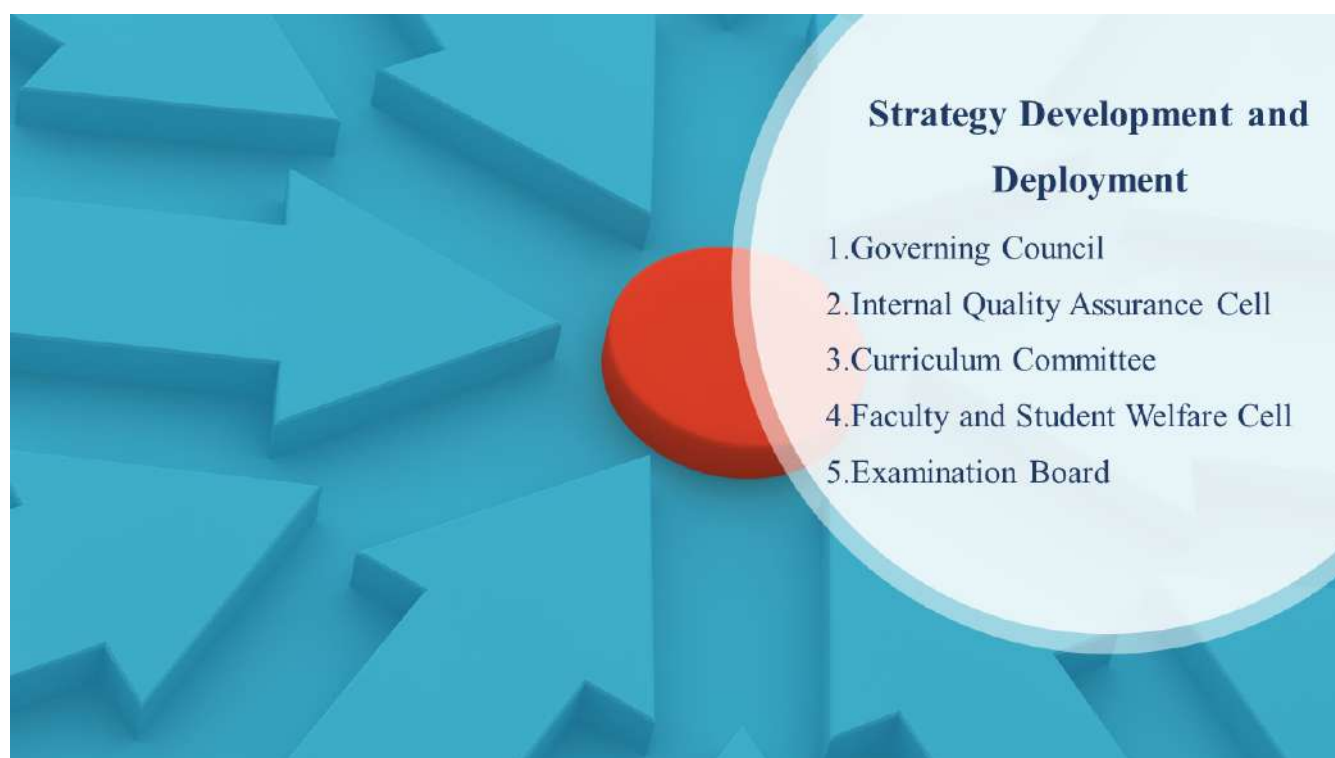 Strategy Development and
Deployment
1.Governing Council
2.Internal Quality Assurance Cell
3.Curriculum Committee
4.Faculty and Student Welfare Cell
5.Examination Board